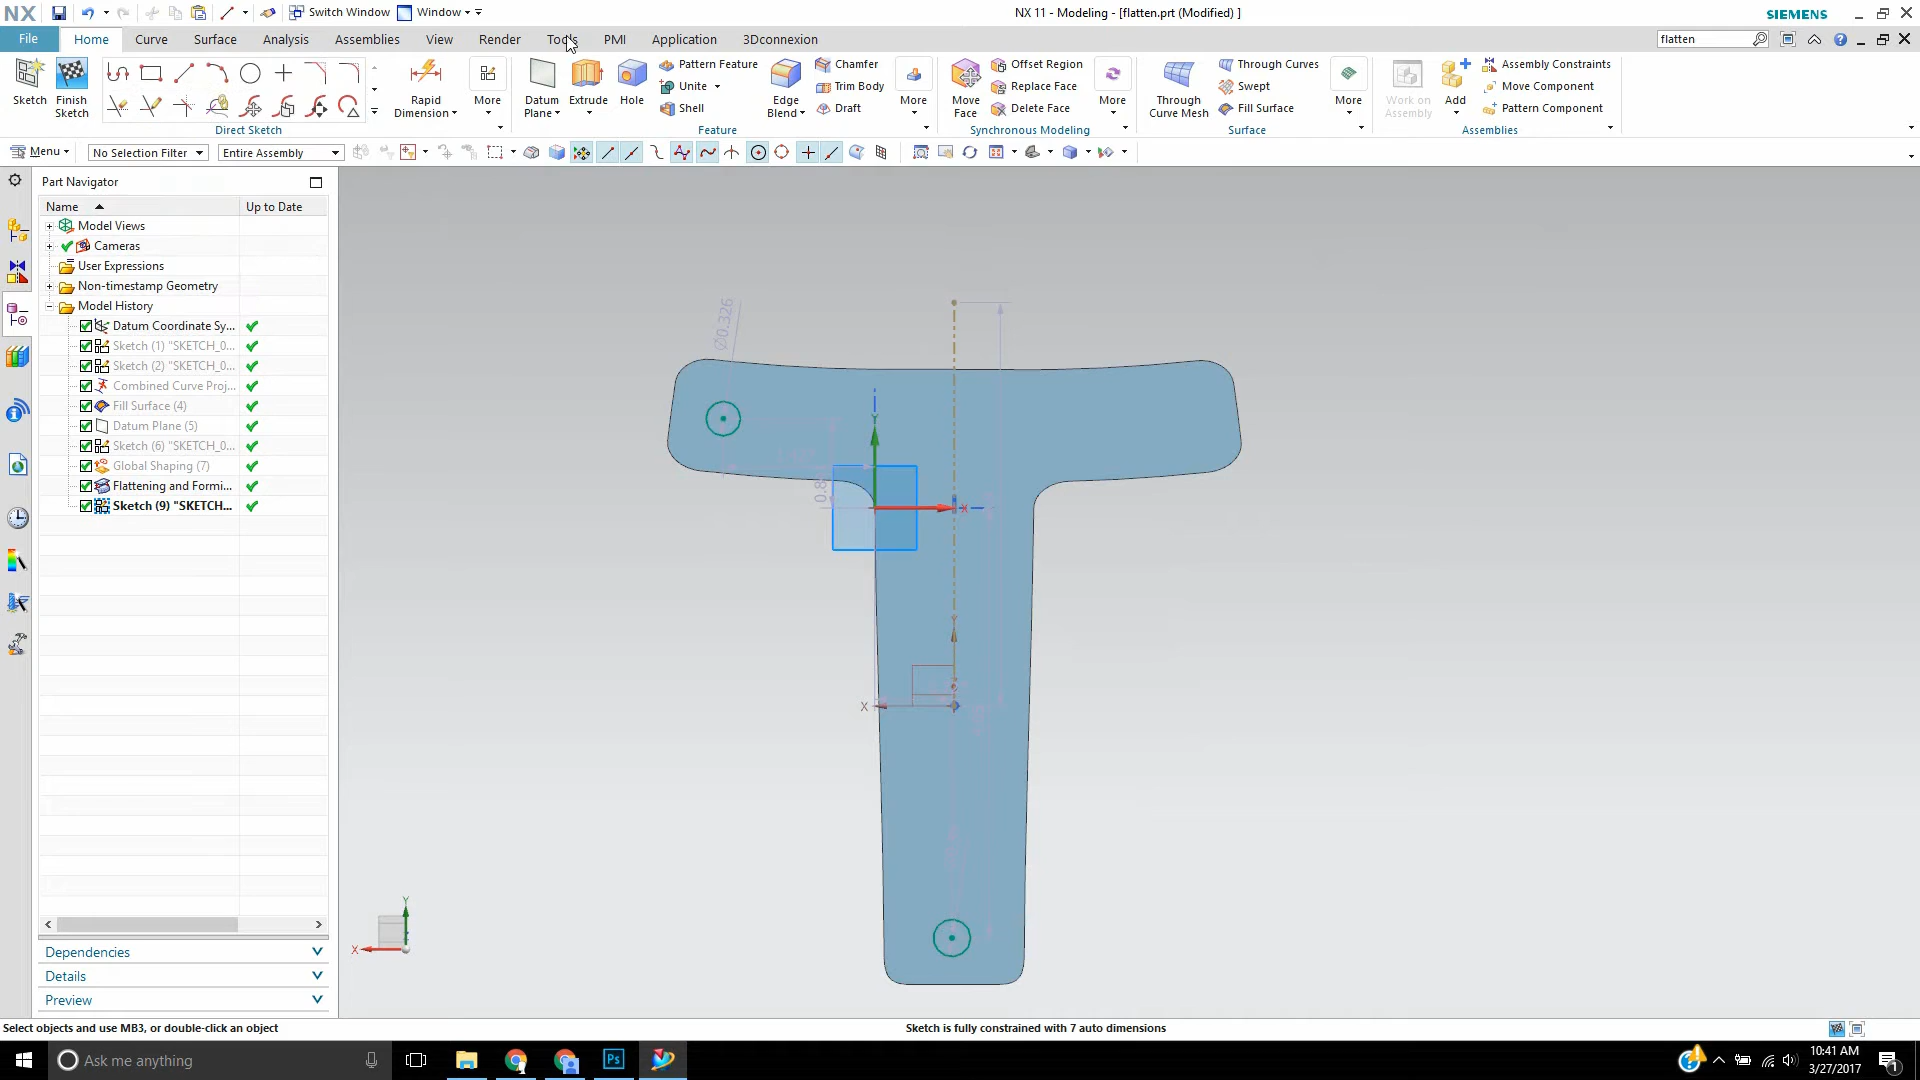 NX
Switch Window
Window
NX 11 - Modeling - [flatten.prt (Modified) ]
SIEMENS
File
Home
Curve
Surface
Analysis
Assemblies
View
Render
Tools
PMI
Application
3Dconnexion
flatten
Sketch
Finish
Sketch
Direct Sketch
Rapid
Dimension
More
Datum
Plane
Extrude
Hole
Pattern Feature
Unite
Shell
Edge
Blend
Chamfer
Trim Body
Draft
More
Feature
Move
Face
Offset Region
Replace Face
Delete Face
More
Synchronous Modeling
Through
Curve Mesh
Through Curves
Swept
Fill Surface
More
Surface
Work on
Assembly
Add
Assembly Constraints
Move Component
Pattern Component
Assemblies
Menu
No Selection Filter
Entire Assembly
Part Navigator
Name
Up to Date
Model Views
Cameras
User Expressions
Non-timestamp Geometry
Model History
Datum Coordinate Sy...
Sketch (1) "SKETCH_0...
Sketch (2) "SKETCH_0...
Combined Curve Proj...
Fill Surface (4)
Datum Plane (5)
Sketch (6) "SKETCH_0...
Global Shaping (7)
Flattening and Formi...
Sketch (9) "SKETCH...
Dependencies
Details
Preview
Ø0.326
Y
X
0.8
Y
X
Y
X
Select objects and use MB3, or double-click an object
Sketch is fully constrained with 7 auto dimensions
Ask me anything
Ps
10:41 AM
3/27/2017
1